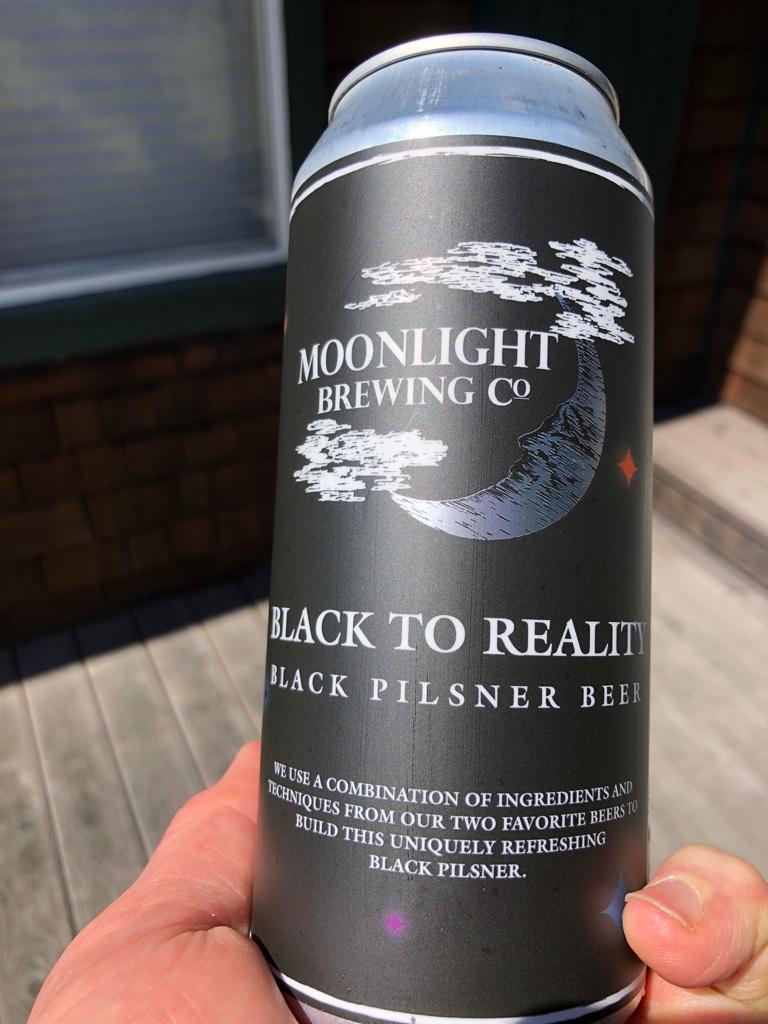 MOONLIGHT
BREWING Cº
BLACK TO REALITY
BLACK PILSNER BEER
WE USE A COMBINATION OF INGREDIENTS AND
TECHNIQUES FROM OUR TWO FAVORITE BEERS TO
BUILD THIS UNIQUELY REFRESHING
BLACK PILSNER.